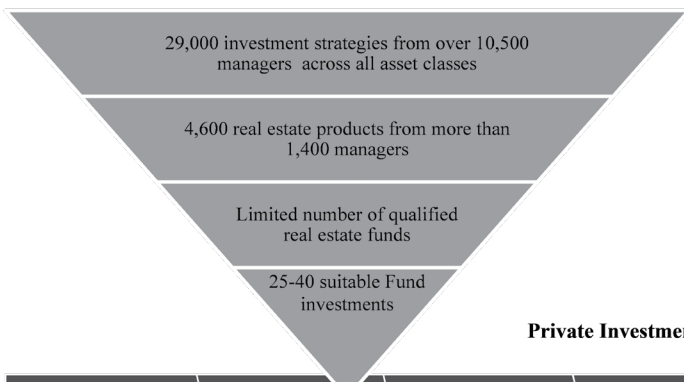 29,000 investment strategies from over 10,500
managers across all asset classes
4,600 real estate products from more than
1,400 managers
Limited number of qualified
real estate funds
25-40 suitable Fund
investments
Private